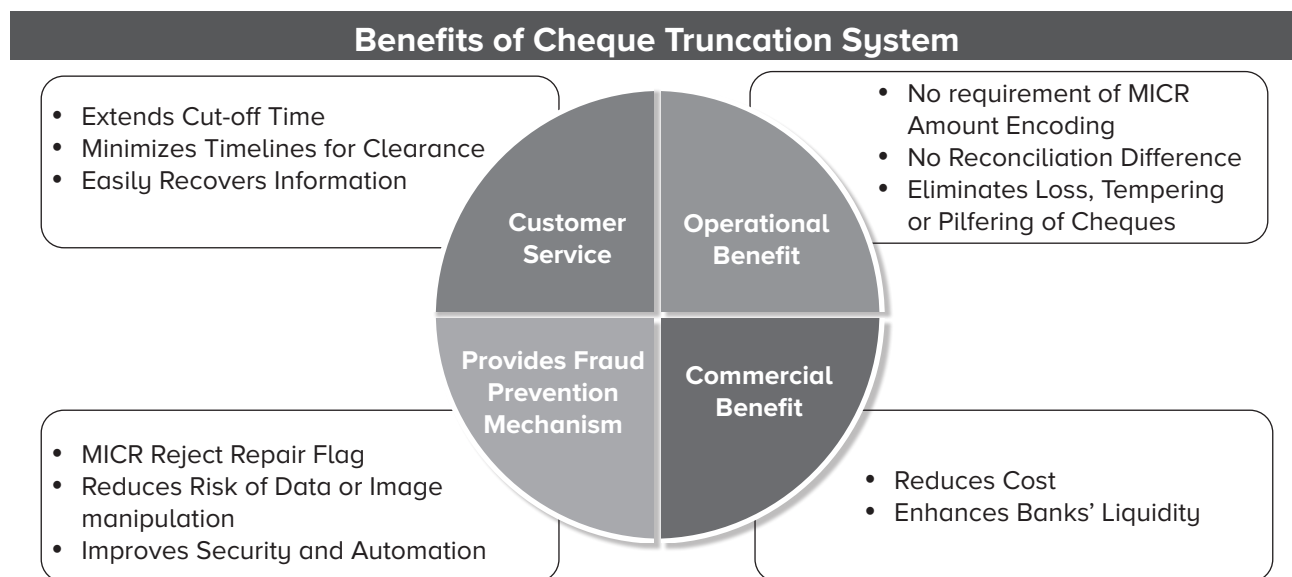 Benefits of Cheque Truncation System
• Extends Cut-off Time
• Minimizes Timelines for Clearance
• Easily Recovers Information
Customer
Service
Operational
Benefit
• No requirement of MICR
Amount Encoding
• No Reconciliation Difference
• Eliminates Loss, Tempering
or Pilfering of Cheques
Provides Fraud
Prevention
Mechanism
Commercial
Benefit
• MICR Reject Repair Flag
• Reduces Risk of Data or Image
manipulation
• Improves Security and Automation
• Reduces Cost
• Enhances Banks’ Liquidity